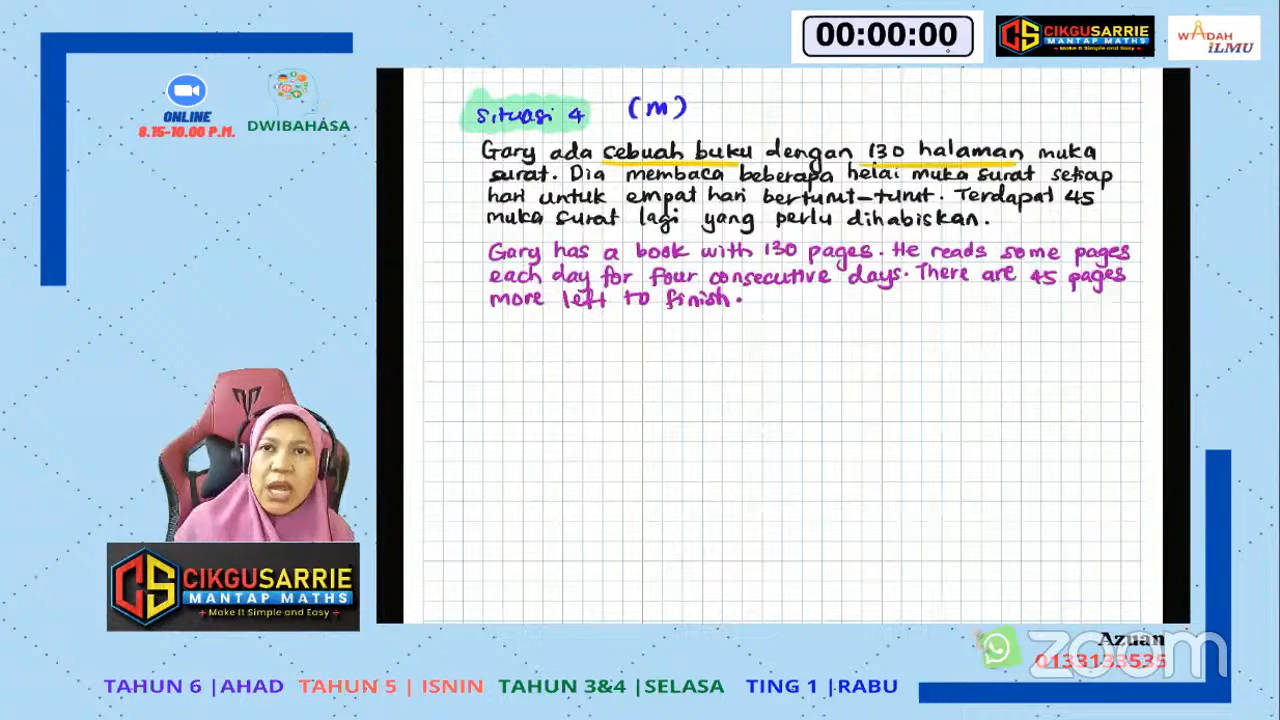 00:00:00
CS CIKGUSARRIE
MANTAP MATHS
Make It Simple and Easy
WADAH
iLMU
ONLINE
8.15-10.00 P.M.
DWIBAHASA
Situasi 4 (M)
Gary ada sebuah buku dengan 130 halaman muka
surat. Dia membaca beberapa helai muka surat setiap
hari untuk empat hari berturut-turut. Terdapat 45
muka surat lagi yang perlu dihabiskan.
Gary has a book with 130 pages. He reads some pages
each day for four consecutive days. There are 45 pages
more left to finish.
CS CIKGUSARRIE
MANTAP MATHS
Make It Simple and Easy
Azuan
0133133535
zoom
TAHUN 6 |AHAD TAHUN 5 | ISNIN TAHUN 3&4 |SELASA TING 1 |RABU